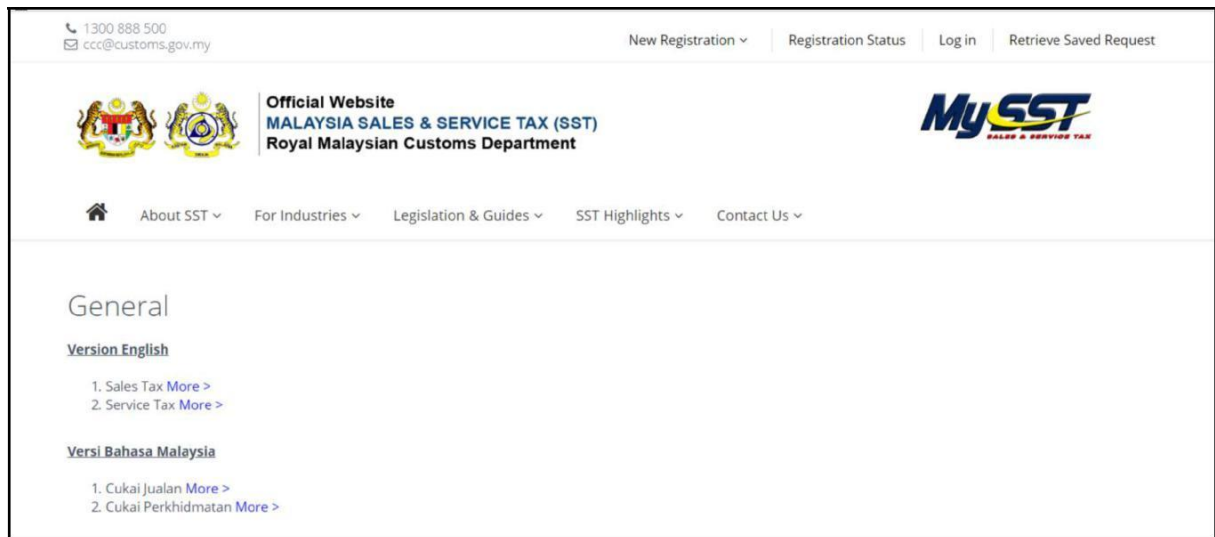 1300 888 500
ccc@customs.gov.my
New Registration
Registration Status
Log in
Retrieve Saved Request
Official Website
MALAYSIA SALES & SERVICE TAX (SST)
Royal Malaysian Customs Department
MySST
SALES & SERVICE TAX
About SST
For Industries
Legislation & Guides
SST Highlights
Contact Us
General
Version English
1. Sales Tax More >
2. Service Tax More >
Versi Bahasa Malaysia
1. Cukai Jualan More >
2. Cukai Perkhidmatan More >